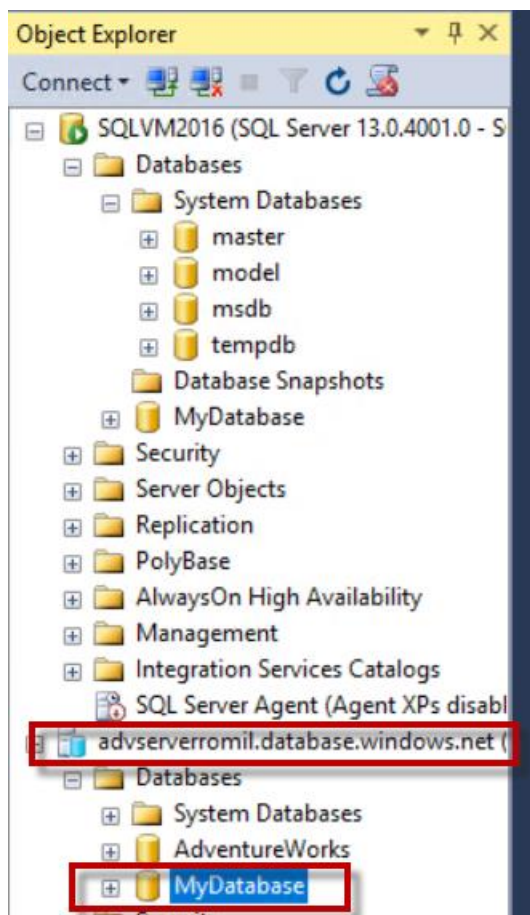 Object Explorer
Connect
SQLVM2016 (SQL Server 13.0.4001.0 - S
Databases
System Databases
master
model
msdb
tempdb
Database Snapshots
MyDatabase
Security
Server Objects
Replication
PolyBase
AlwaysOn High Availability
Management
Integration Services Catalogs
SQL Server Agent (Agent XPs disabl
advserverromil.database.windows.net (
Databases
System Databases
AdventureWorks
MyDatabase